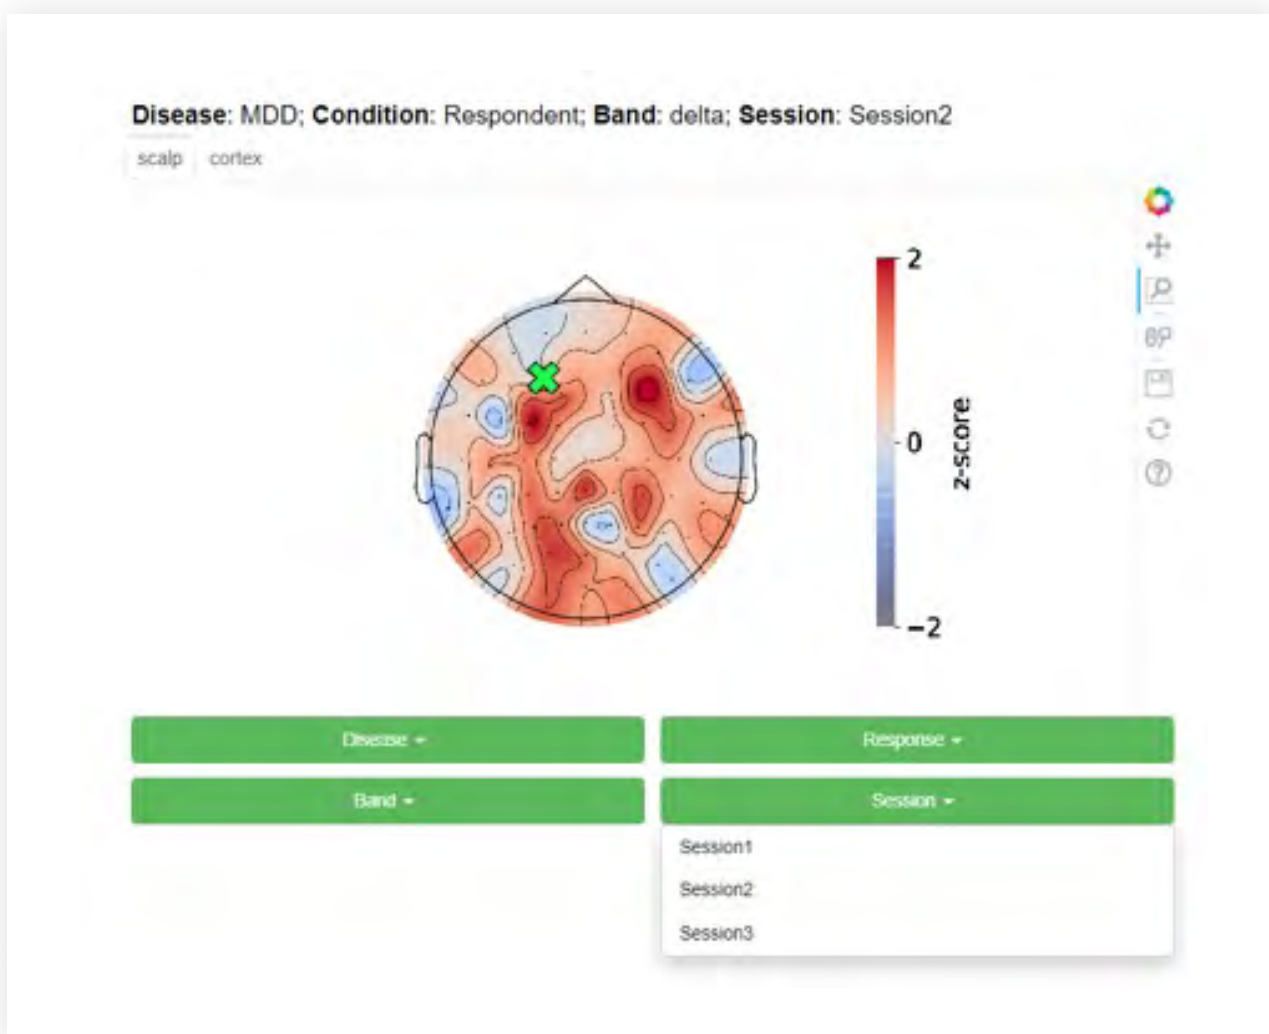 Disease: MDD; Condition: Respondent; Band: delta; Session: Session2
scalp cortex
2
0
−2
z-score
Disease
Response
Band
Session
Session1
Session2
Session3